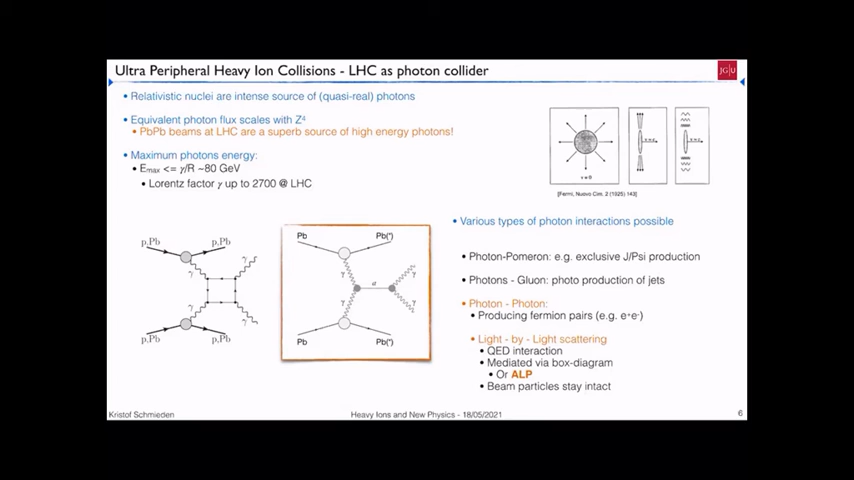 Ultra Peripheral Heavy Ion Collisions - LHC as photon collider
JG|U
• Relativistic nuclei are intense source of (quasi-real) photons
• Equivalent photon flux scales with Z⁴
• PbPb beams at LHC are a superb source of high energy photons!
• Maximum photons energy:
• Emax <= γ/R ~80 GeV
• Lorentz factor γ up to 2700 @ LHC
[Fermi, Nuovo Cim. 2 (1925) 143]
p,Pb p,Pb
γ γ
γ γ
p,Pb p,Pb
Pb Pb(*)
γ a γ
γ γ
Pb Pb(*)
• Various types of photon interactions possible
• Photon-Pomeron: e.g. exclusive J/Psi production
• Photons - Gluon: photo production of jets
• Photon - Photon:
• Producing fermion pairs (e.g. e⁺e⁻)
• Light - by - Light scattering
• QED interaction
• Mediated via box-diagram
• Or ALP
• Beam particles stay intact
Kristof Schmieden
Heavy Ions and New Physics - 18/05/2021
6